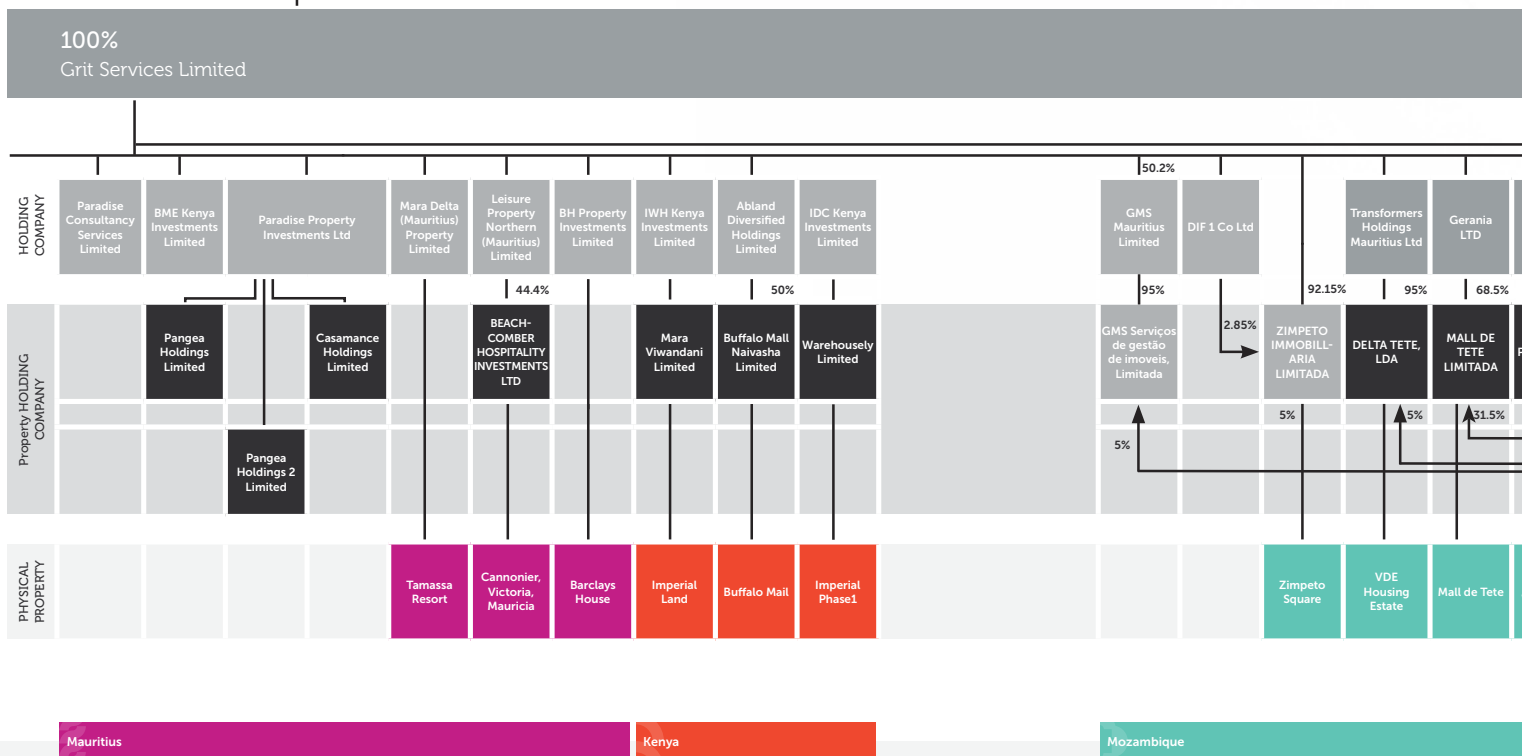 100%
Grit Services Limited
HOLDING
COMPANY
Paradise
Consultancy
Services
Limited
BME Kenya
Investments
Limited
Paradise Property
Investments Ltd
Mara Delta
(Mauritius)
Property
Limited
Leisure
Property
Northern
(Mauritius)
Limited
BH Property
Investments
Limited
IWH Kenya
Investments
Limited
Abland
Diversified
Holdings
Limited
IDC Kenya
Investments
Limited
50.2%
GMS
Mauritius
Limited
DIF 1 Co Ltd
Transformers
Holdings
Mauritius Ltd
Gerania
LTD
44.4%
50%
95%
92.15%
95%
68.5%
Property HOLDING
COMPANY
Pangea
Holdings
Limited
Casamance
Holdings
Limited
BEACH-
COMBER
HOSPITALITY
INVESTMENTS
LTD
Mara
Viwandani
Limited
Buffalo Mall
Naivasha
Limited
Warehousely
Limited
GMS Serviços
de gestão
de imoveis,
Limitada
2.85%
ZIMPETO
IMMOBILL-
ARIA
LIMITADA
DELTA TETE,
LDA
MALL DE
TETE
LIMITADA
5%
5%
31.5%
5%
Pangea
Holdings 2
Limited
PHYSICAL
PROPERTY
Tamassa
Resort
Cannonier,
Victoria,
Mauricia
Barclays
House
Imperial
Land
Buffalo Mail
Imperial
Phase1
Zimpeto
Square
VDE
Housing
Estate
Mall de Tete
Mauritius
Kenya
Mozambique